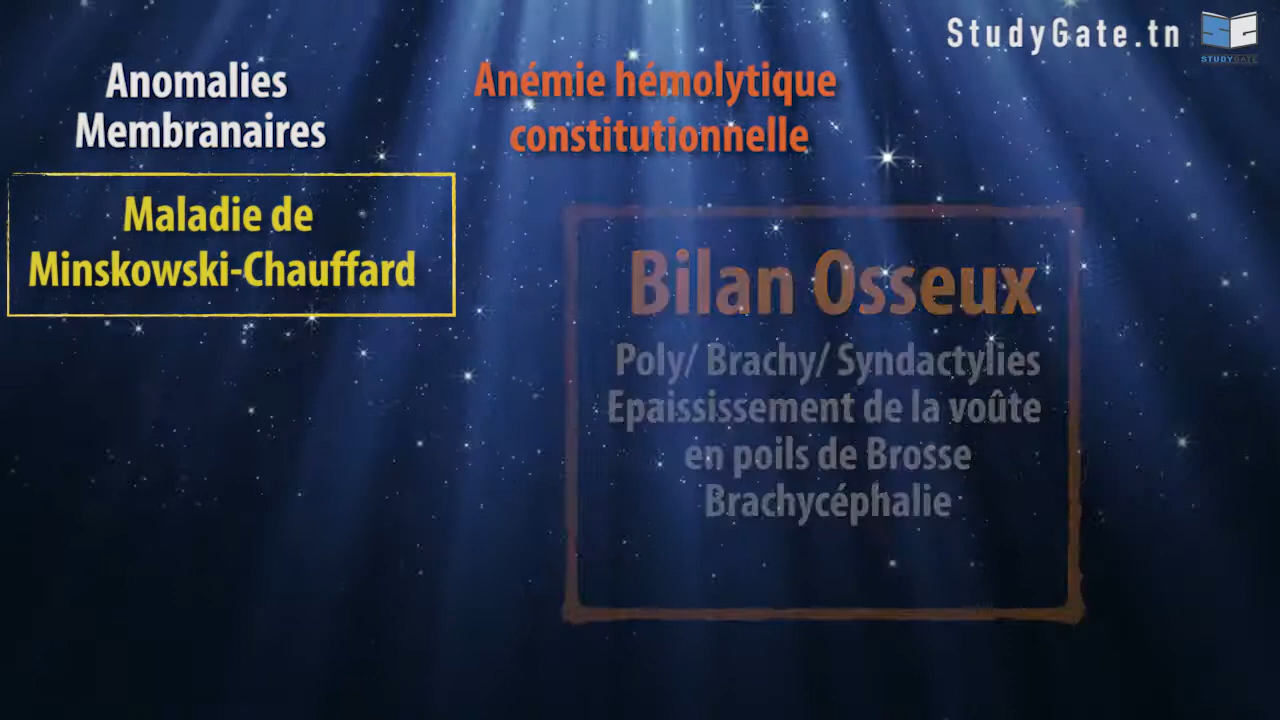 StudyGate.tn
STUDYGATE
Anomalies
Membranaires
Anémie hémolytique
constitutionnelle
Maladie de
Minskowski-Chauffard
Bilan Osseux
Poly/ Brachy/ Syndactylies
Epaississement de la voûte
en poils de Brosse
Brachycéphalie